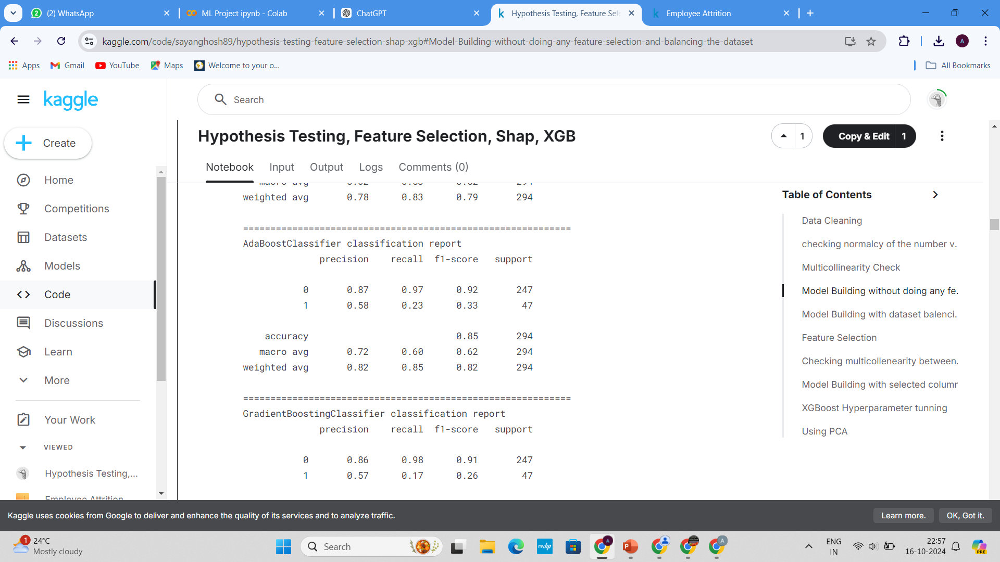 (2) WhatsApp
ML Project ipynb - Colab
ChatGPT
Hypothesis Testing, Feature Sele
Employee Attrition
kaggle.com/code/sayanghosh89/hypothesis-testing-feature-selection-shap-xgb#Model-Building-without-doing-any-feature-selection-and-balancing-the-dataset
A
Apps
Gmail
YouTube
Maps
Welcome to your o...
All Bookmarks
kaggle
Search
Create
Hypothesis Testing, Feature Selection, Shap, XGB
1
Copy & Edit 1
Notebook Input Output Logs Comments (0)
Home
Competitions
Datasets
Models
Code
Discussions
Learn
More
Your Work
VIEWED
Hypothesis Testing,...
Employee Attrition
macro avg
weighted avg 0.78 0.83 0.79 294
============================================================
AdaBoostClassifier classification report
precision recall f1-score support
0 0.87 0.97 0.92 247
1 0.58 0.23 0.33 47
accuracy 0.85 294
macro avg 0.72 0.60 0.62 294
weighted avg 0.82 0.85 0.82 294
============================================================
GradientBoostingClassifier classification report
precision recall f1-score support
0 0.86 0.98 0.91 247
1 0.57 0.17 0.26 47
Table of Contents
Data Cleaning
checking normalcy of the number v.
Multicollinearity Check
Model Building without doing any fe.
Model Building with dataset balenci.
Feature Selection
Checking multicollenearity between.
Model Building with selected column
XGBoost Hyperparameter tunning
Using PCA
Kaggle uses cookies from Google to deliver and enhance the quality of its services and to analyze traffic.
Learn more.
OK, Got it.
1
24°C
Mostly cloudy
Search
myhp
A
P
A
ENG
IN
22:57
16-10-2024
PRE